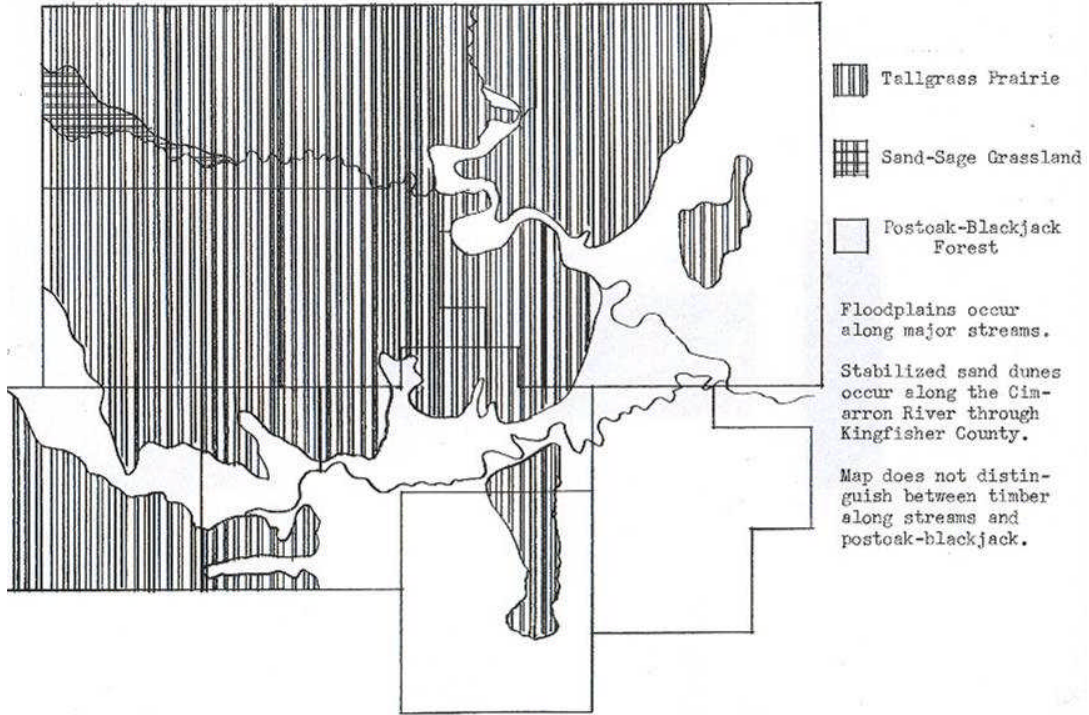 Tallgrass Prairie
Sand-Sage Grassland
Postoak-Blackjack
Forest
Floodplains occur
along major streams.
Stabilized sand dunes
occur along the Cim-
arron River through
Kingfisher County.
Map does not distin-
guish between timber
along streams and
postoak-blackjack.